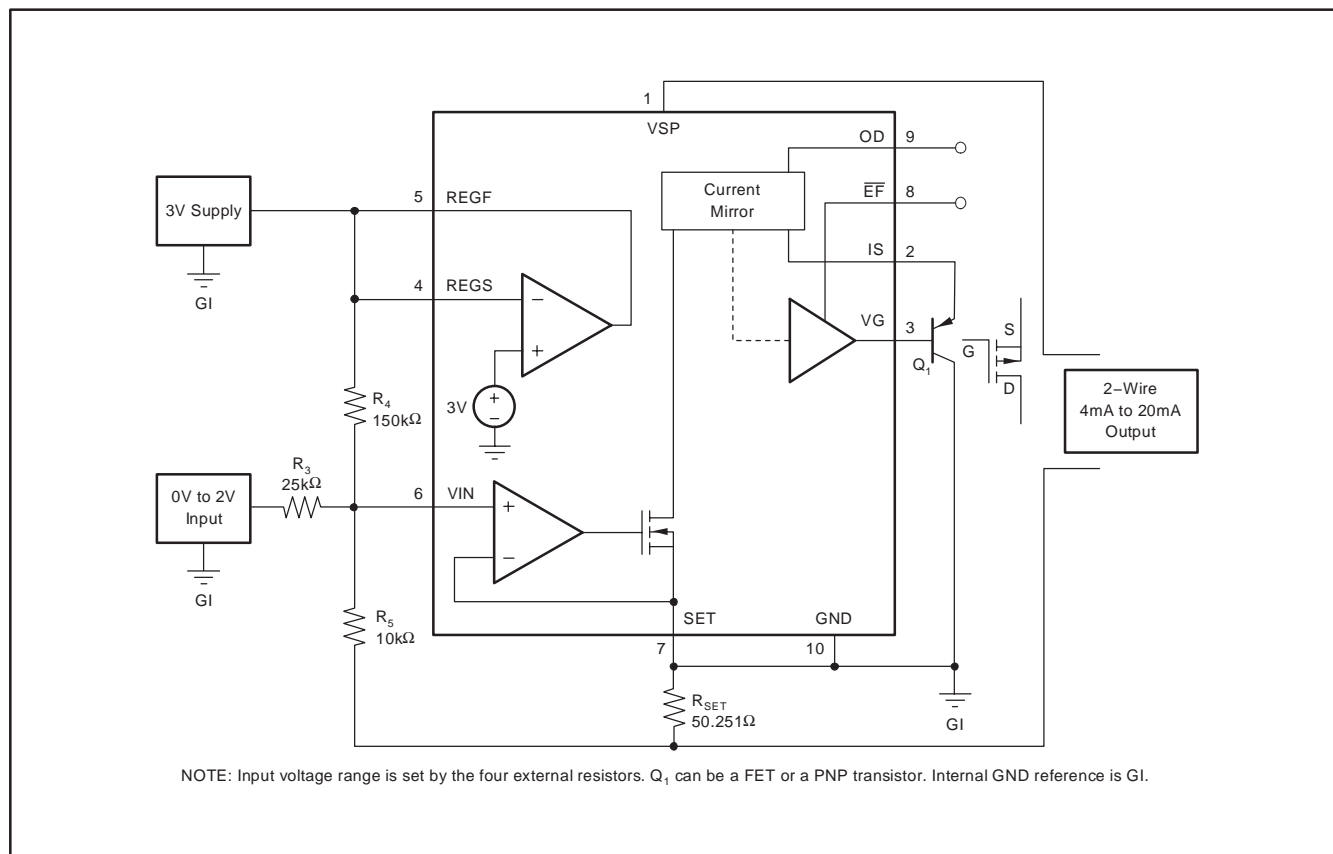 1
VSP
OD
9
Current
Mirror
EF
8
3V Supply
5
REGF
IS
2
4
REGS
GI
−
+
VG
3
S
G
Q1
D
2−Wire
4mA to 20mA
Output
R4
150kΩ
3V
+
−
R3
25kΩ
0V to 2V
Input
6
VIN
+
−
GI
R5
10kΩ
SET
GND
7
10
RSET
50.251Ω
GI
NOTE: Input voltage range is set by the four external resistors. Q1 can be a FET or a PNP transistor. Internal GND reference is GI.